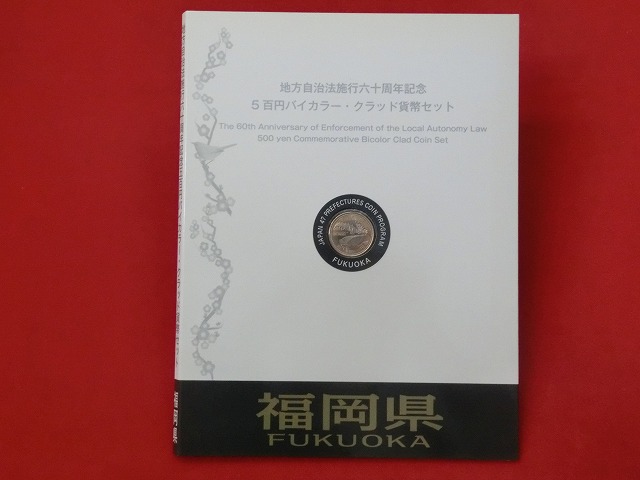 地方自治法施行六十周年記念
5百円バイカラー・クラッド貨幣セット
The 60th Anniversary of Enforcement of the Local Autonomy Law
500 yen Commemorative Bicolor Clad Coin Set
JAPAN 47 PREFECTURES COIN PROGRAM
FUKUOKA
福岡県
FUKUOKA